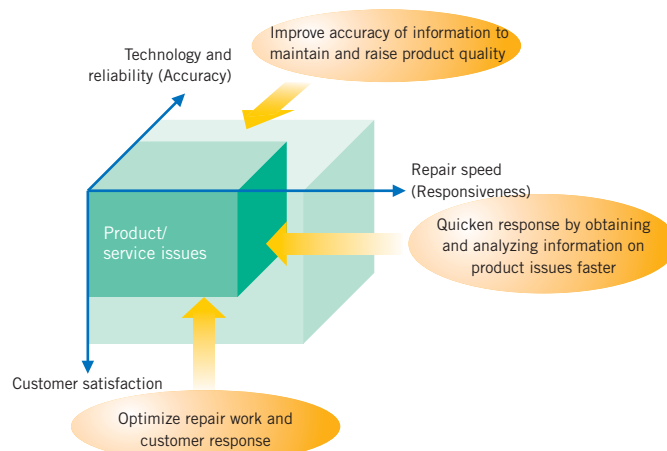 Improve accuracy of information to
maintain and raise product quality
Technology and
reliability (Accuracy)
Repair speed
(Responsiveness)
Product/
service issues
Quicken response by obtaining
and analyzing information on
product issues faster
Customer satisfaction
Optimize repair work and
customer response